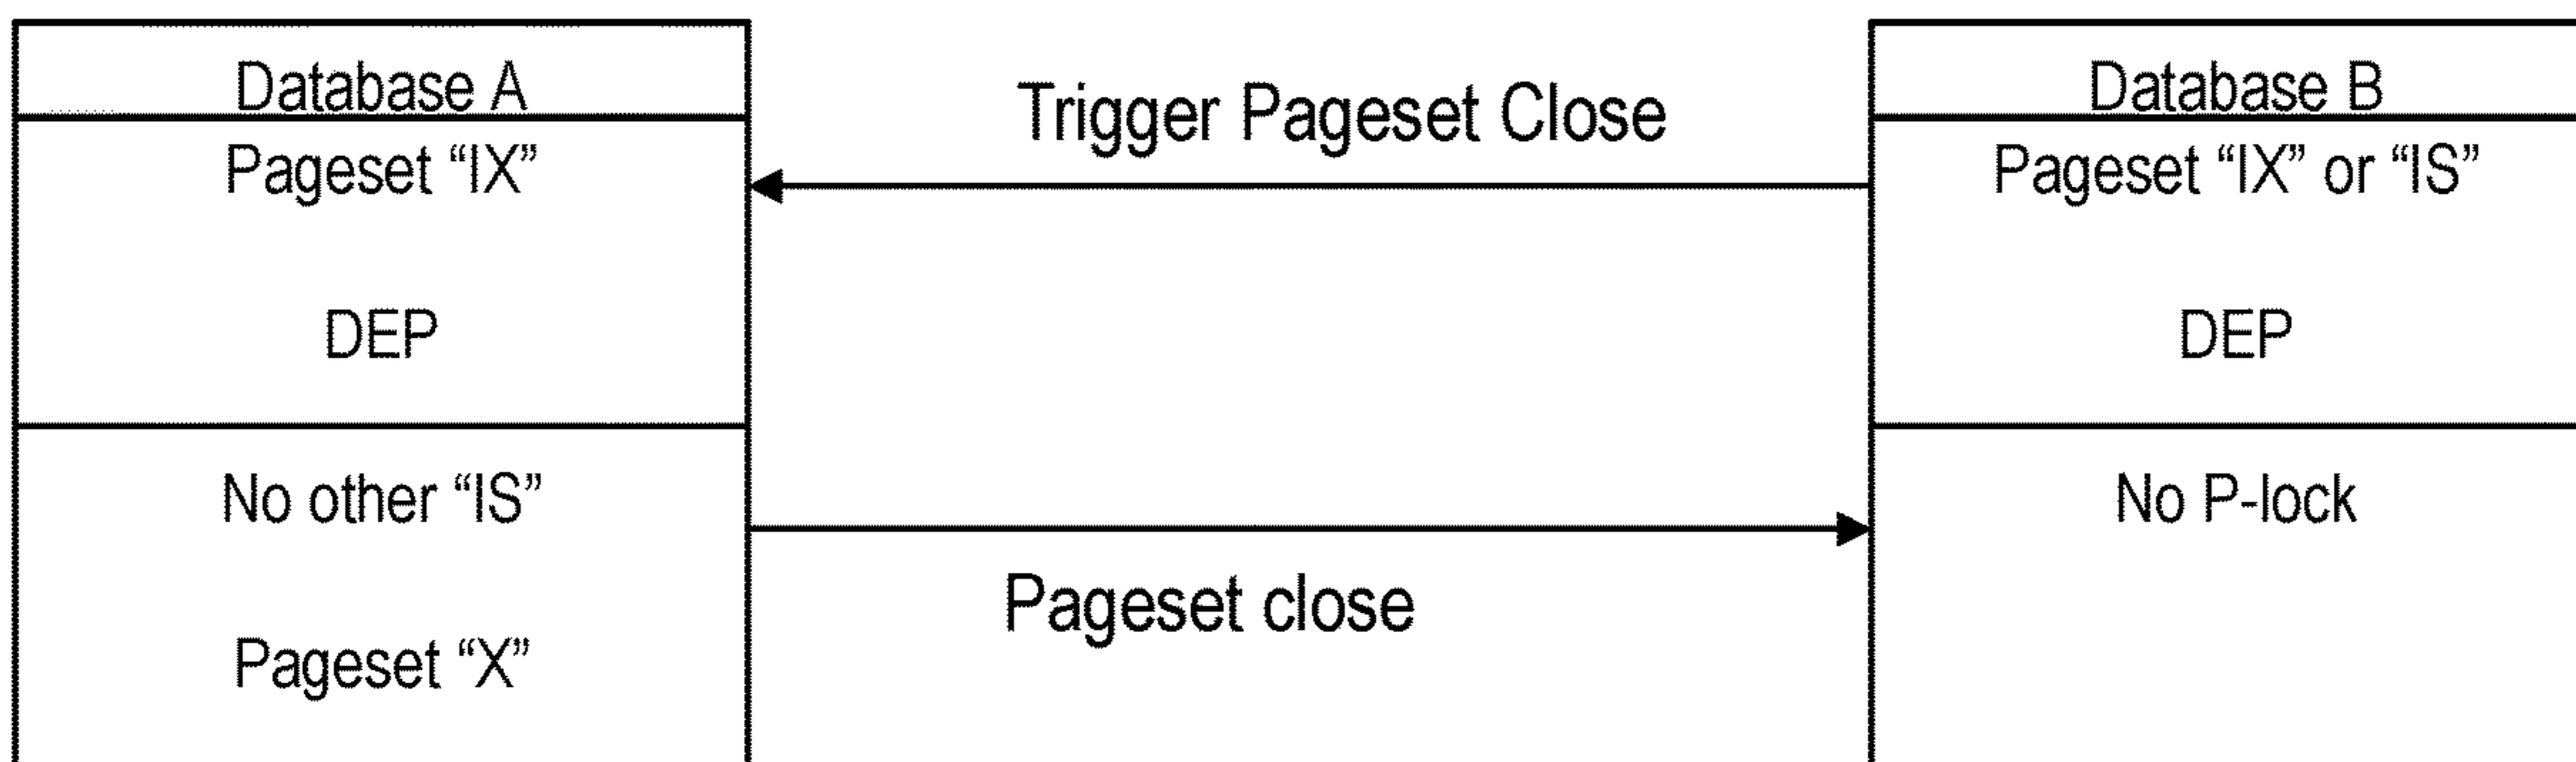 Database A
Pageset “IX”
DEP
No other “IS”
Pageset “X”
Trigger Pageset Close
Pageset close
Database B
Pageset “IX” or “IS”
DEP
No P-lock